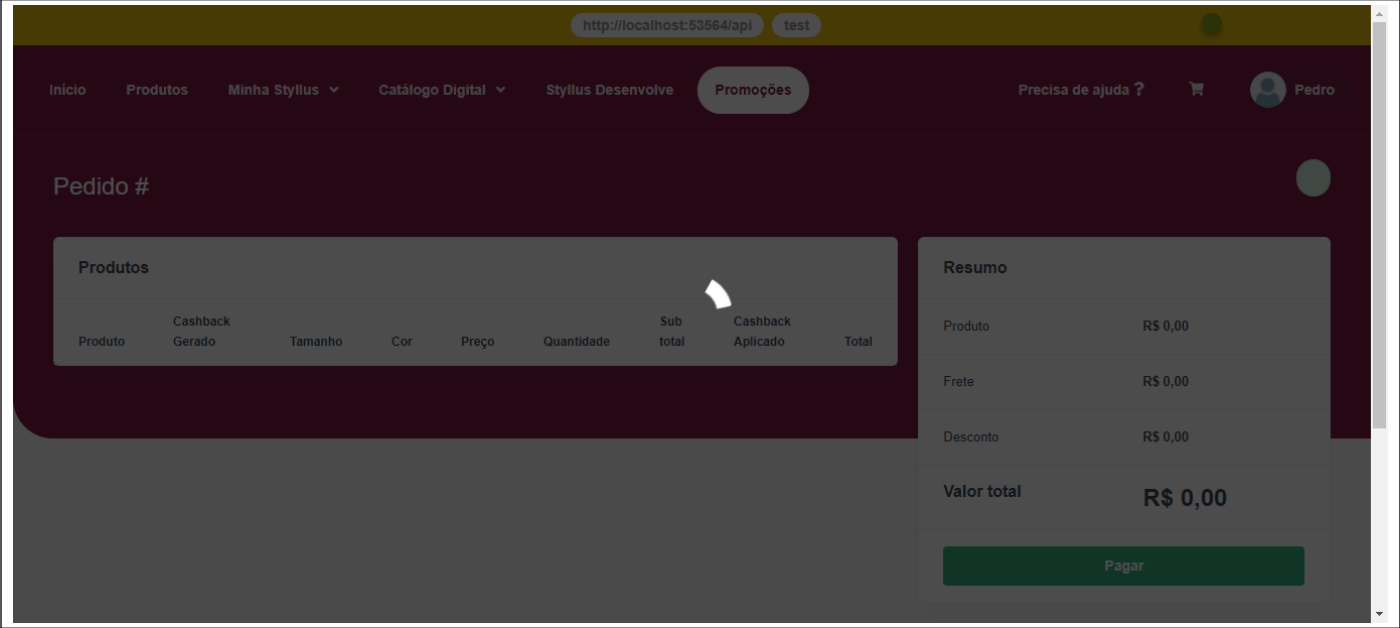 http://localhost:53564/api test
Início Produtos Minha Styllus Catálogo Digital Styllus Desenvolve Promoções Precisa de ajuda ? Pedro
Pedido #
Produtos
Produto Cashback Gerado Tamanho Cor Preço Quantidade Sub total Cashback Aplicado Total
Resumo
Produto R$ 0,00
Frete R$ 0,00
Desconto R$ 0,00
Valor total R$ 0,00
Pagar